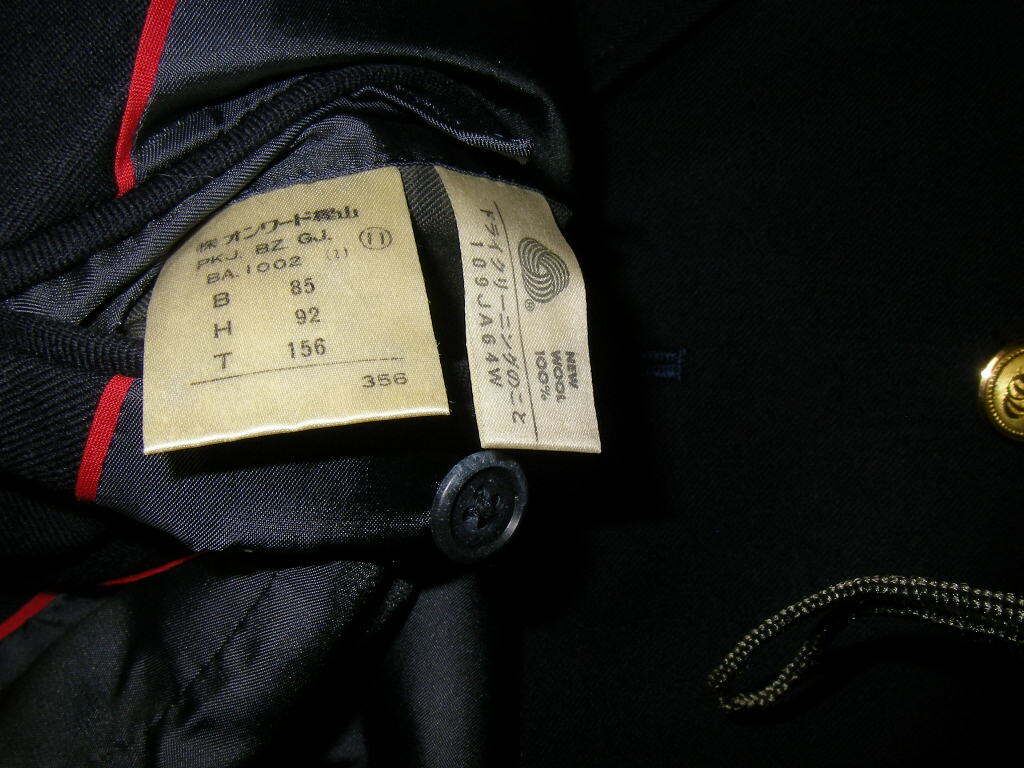 ㈱オンワード樫山
PKJ. BZ GJ. (11)
BA.1002 (1)
B 85
H 92
T 156
356
®
NEW
WOOL
100%
ドライクリーニングのこと
109JA64W